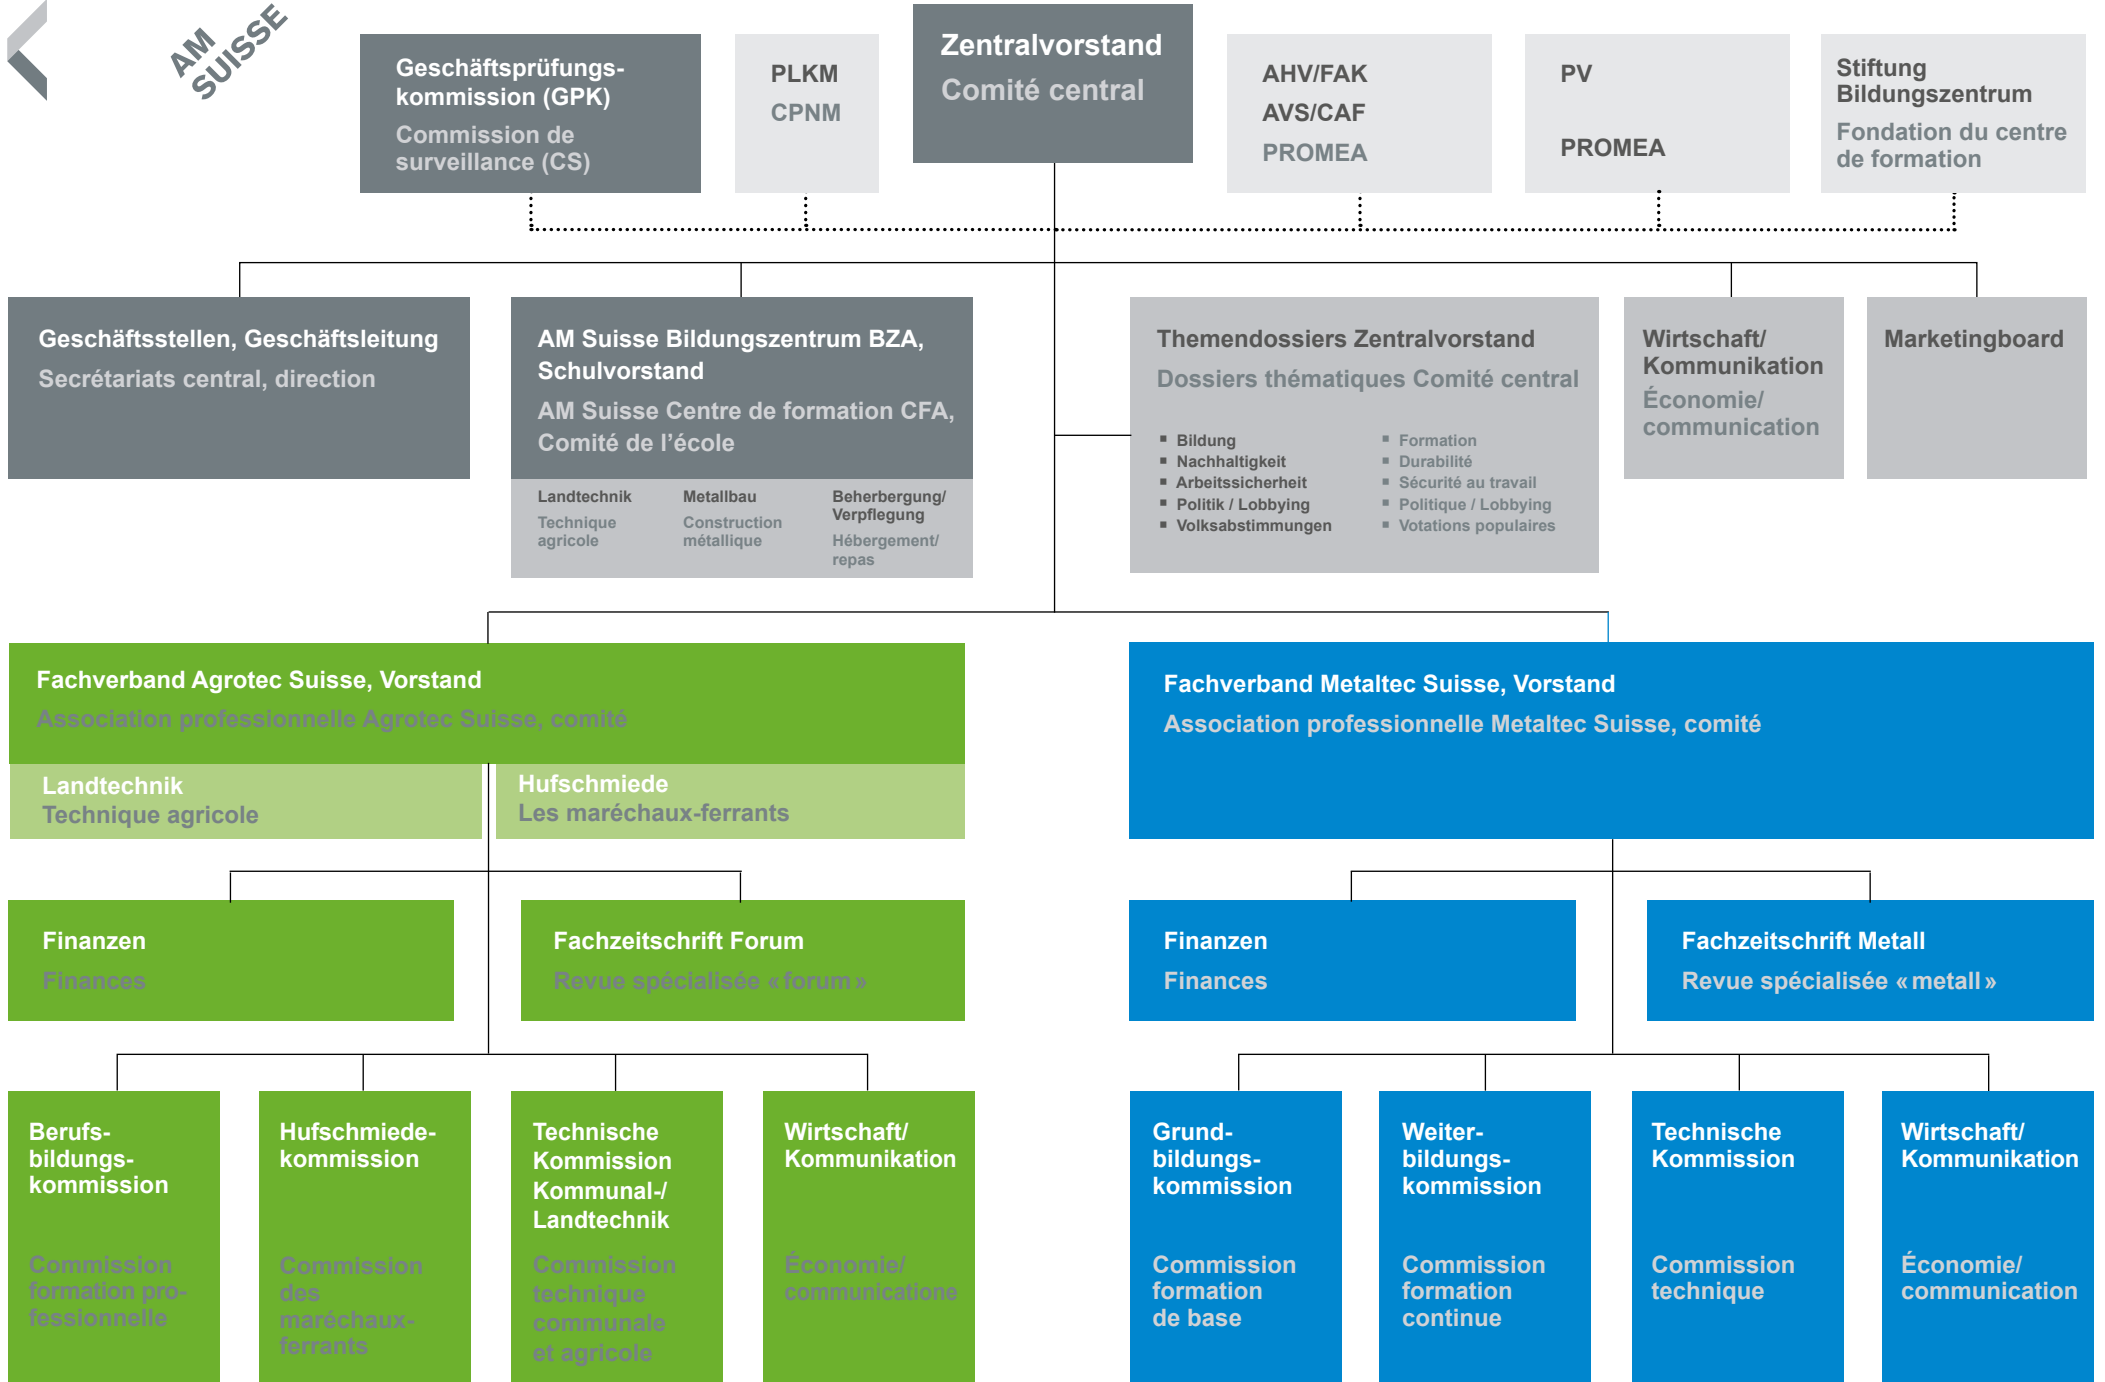 AM
SUISSE
Geschäftsprüfungs-
kommission (GPK)
Commission de
surveillance (CS)
PLKM
CPNM
Zentralvorstand
Comité central
AHV/FAK
AVS/CAF
PROMEA
PV
PROMEA
Stiftung
Bildungszentrum
Fondation du centre
de formation
Geschäftsstellen, Geschäftsleitung
Secrétariats central, direction
AM Suisse Bildungszentrum BZA,
Schulvorstand
AM Suisse Centre de formation CFA,
Comité de l’école
Landtechnik
Technique
agricole
Metallbau
Construction
métallique
Beherbergung/
Verpflegung
Hébergement/
repas
Themendossiers Zentralvorstand
Dossiers thématiques Comité central
▪ Bildung
▪ Nachhaltigkeit
▪ Arbeitssicherheit
▪ Politik / Lobbying
▪ Volksabstimmungen
▪ Formation
▪ Durabilité
▪ Sécurité au travail
▪ Politique / Lobbying
▪ Votations populaires
Wirtschaft/
Kommunikation
Économie/
communication
Marketingboard
Fachverband Agrotec Suisse, Vorstand
Association professionnelle Agrotec Suisse, comité
Landtechnik
Technique agricole
Hufschmiede
Les maréchaux-ferrants
Finanzen
Finances
Fachzeitschrift Forum
Revue spécialisée « forum »
Berufs-
bildungs-
kommission
Commission
formation pro-
fessionnelle
Hufschmiede-
kommission
Commission
des
maréchaux-
ferrants
Technische
Kommission
Kommunal-/
Landtechnik
Commission
technique
communale
et agricole
Wirtschaft/
Kommunikation
Économie/
communicatione
Fachverband Metaltec Suisse, Vorstand
Association professionnelle Metaltec Suisse, comité
Finanzen
Finances
Fachzeitschrift Metall
Revue spécialisée « metall »
Grund-
bildungs-
kommission
Commission
formation
de base
Weiter-
bildungs-
kommission
Commission
formation
continue
Technische
Kommission
Commission
technique
Wirtschaft/
Kommunikation
Économie/
communication